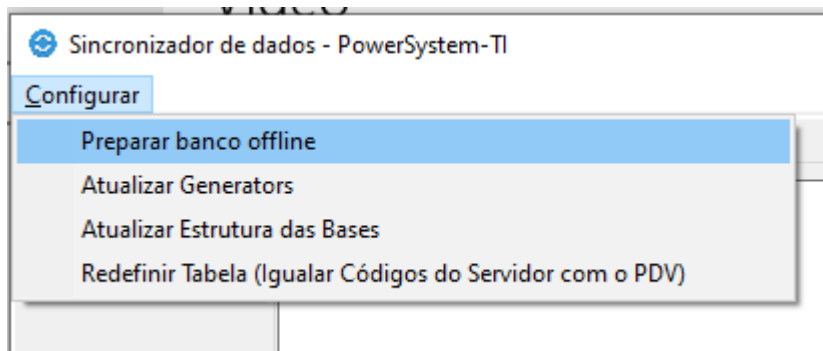 Sincronizador de dados - PowerSystem-TI
Configurar
Preparar banco offline
Atualizar Generators
Atualizar Estrutura das Bases
Redefinir Tabela (Igualar Códigos do Servidor com o PDV)